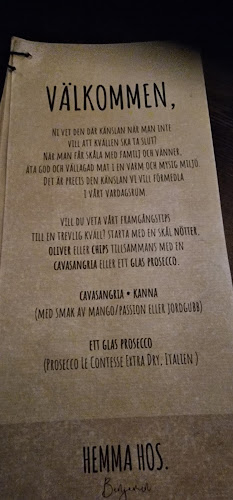 VÄLKOMMEN,
NI VET DEN DÄR KÄNSLAN NÄR MAN INTE
VILL ATT KVÄLLEN SKA TA SLUT?
NÄR MAN FÅR SKÅLA MED FAMILJ OCH VÄNNER,
ÄTA GOD OCH VÄLLAGAD MAT I EN VARM OCH MYSIG MILJÖ.
DET ÄR PRECIS DEN KÄNSLAN VI VILL FÖRMEDLA
I VÅRT VARDAGSRUM.
VILL DU VETA VÅRT FRAMGÅNGSTIPS
TILL EN TREVLIG KVÄLL? STARTA MED EN SKÅL NÖTTER,
OLIVER ELLER CHIPS TILLSAMMANS MED EN
CAVASANGRIA ELLER ETT GLAS PROSECCO.
CAVASANGRIA • KANNA
(MED SMAK AV MANGO/PASSION ELLER JORDGUBB)
ETT GLAS PROSECCO
(PROSECCO LE CONTESSE EXTRA DRY, ITALIEN )
HEMMA HOS.
Benjamin